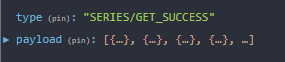 type (pin): "SERIES/GET_SUCCESS"
▶ payload (pin): [{…}, {…}, {…}, {…}, …]